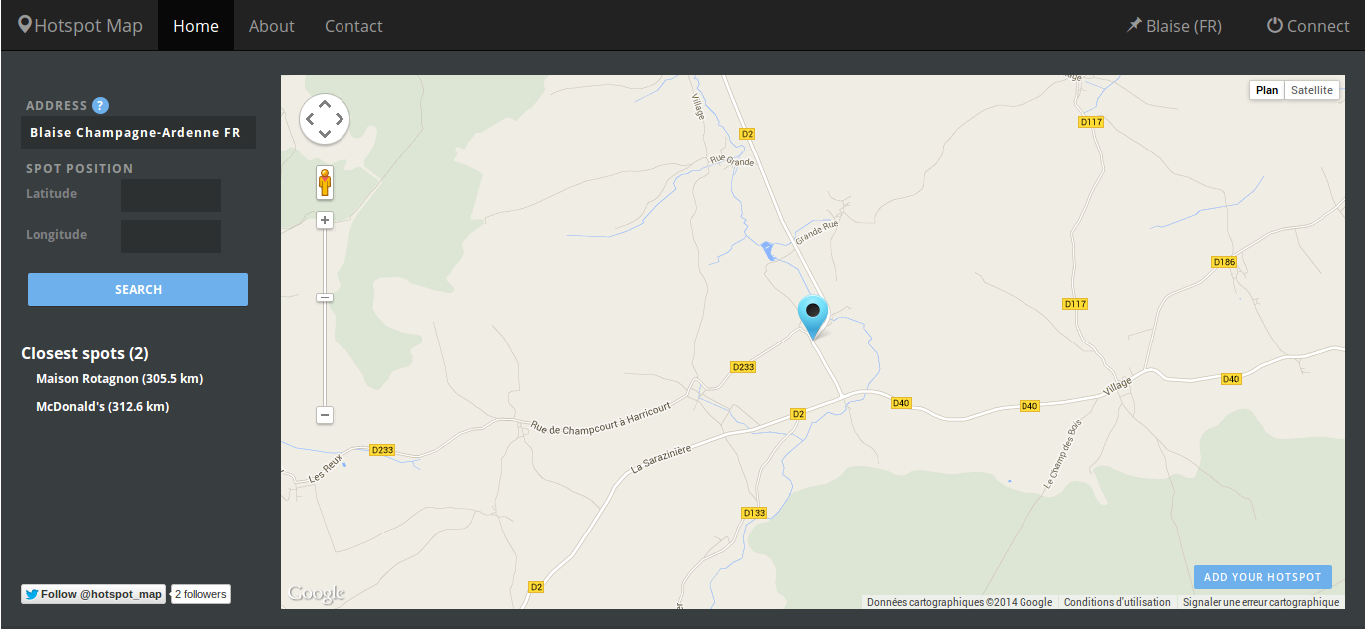 Hotspot Map Home About Contact Blaise (FR) Connect
ADDRESS ?
Blaise Champagne-Ardenne FR
SPOT POSITION
Latitude
Longitude
SEARCH
Closest spots (2)
Maison Rotagnon (305.5 km)
McDonald's (312.6 km)
Follow @hotspot_map 2 followers
Plan Satellite
Village
D2
D117
Rue Grande
Grande Rue
D186
D117
D233
D40
Village
D40
D40
D2
Rue de Champcourt à Harricourt
D233
Les Reux
La Sarazinière
Le Champ des Bois
D133
D2
ADD YOUR HOTSPOT
Google
Données cartographiques ©2014 Google Conditions d'utilisation Signaler une erreur cartographique